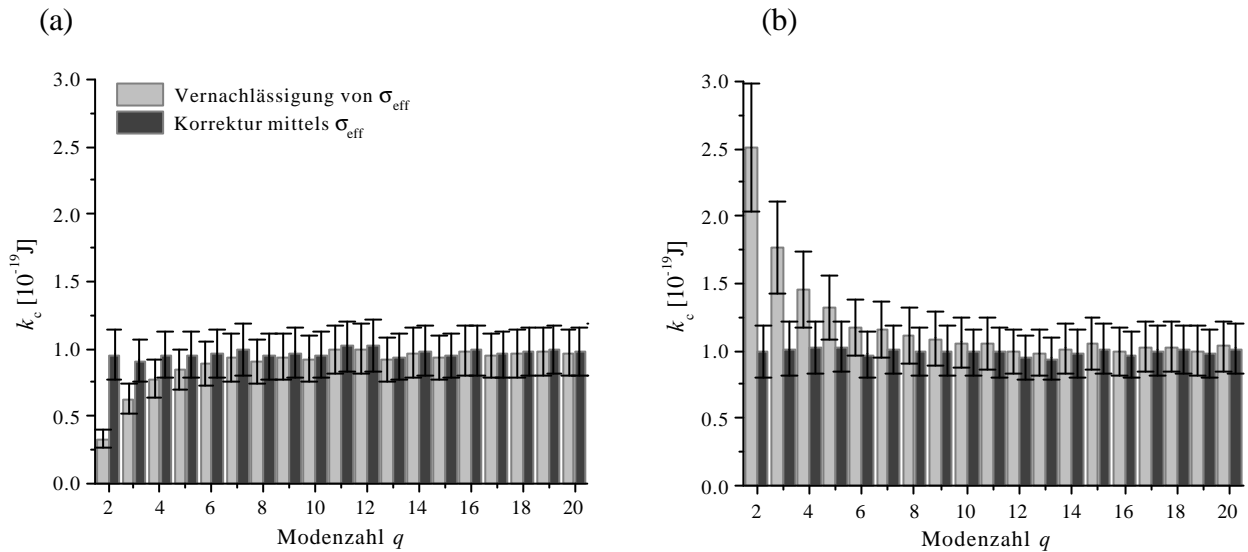 (a)
3.0
2.5
2.0
1.5
1.0
0.5
0.0
k_c [10^-19 J]
Vernachlässigung von σ_eff
Korrektur mittels σ_eff
2 4 6 8 10 12 14 16 18 20
Modenzahl q
(b)
3.0
2.5
2.0
1.5
1.0
0.5
0.0
k_c [10^-19 J]
2 4 6 8 10 12 14 16 18 20
Modenzahl q